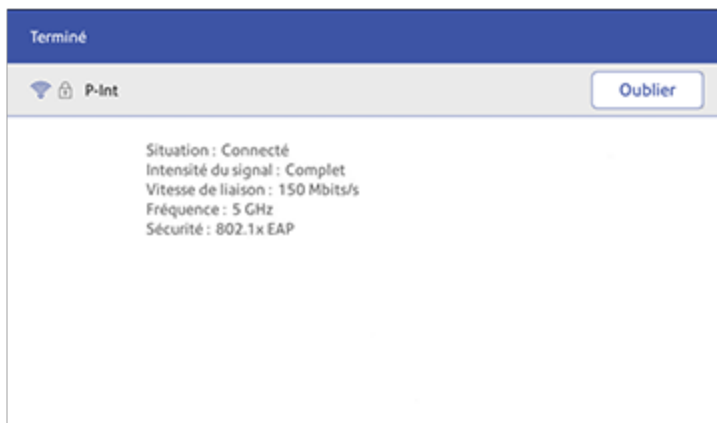 Terminé
P-Int
Oublier
Situation : Connecté
Intensité du signal : Complet
Vitesse de liaison : 150 Mbits/s
Fréquence : 5 GHz
Sécurité : 802.1x EAP